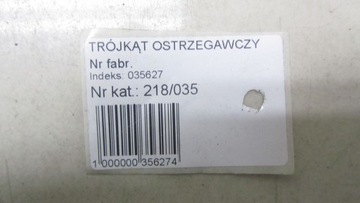 TRÓJKĄT OSTRZEGAWCZY
Nr fabr.
Indeks: 035627
Nr kat.: 218/035
1 000000 356274